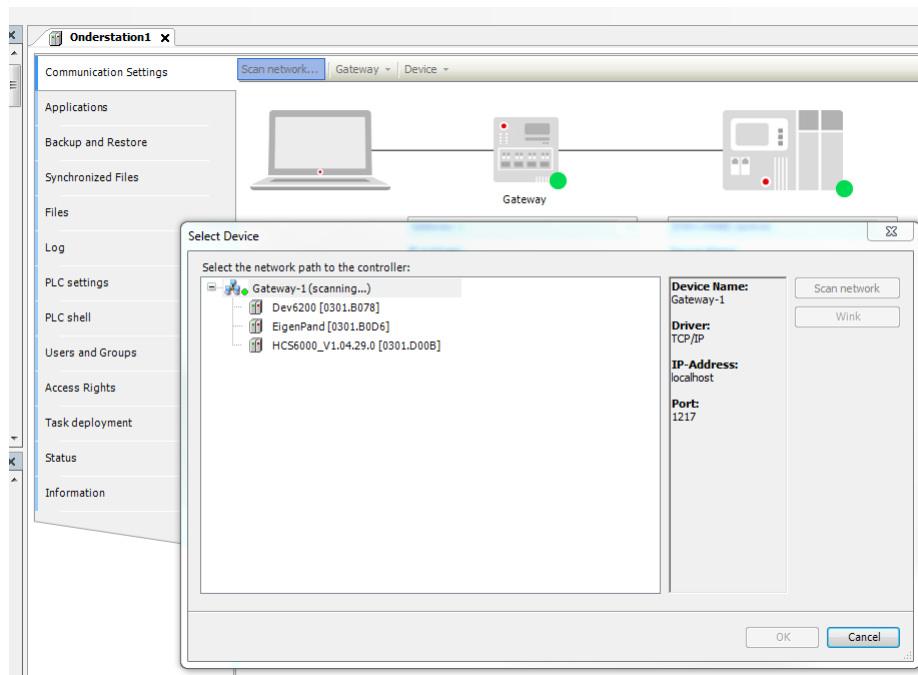 Onderstation1
Communication Settings
Scan network...
Gateway
Device
Applications
Backup and Restore
Synchronized Files
Files
Log
PLC settings
PLC shell
Users and Groups
Access Rights
Task deployment
Status
Information
Gateway
Select Device
Select the network path to the controller:
Gateway-1 (scanning...)
Dev6200 [0301.B078]
EigenPand [0301.B0D6]
HCS6000_V1.04.29.0 [0301.D00B]
Device Name:
Gateway-1
Driver:
TCP/IP
IP-Address:
localhost
Port:
1217
Scan network
Wink
OK
Cancel